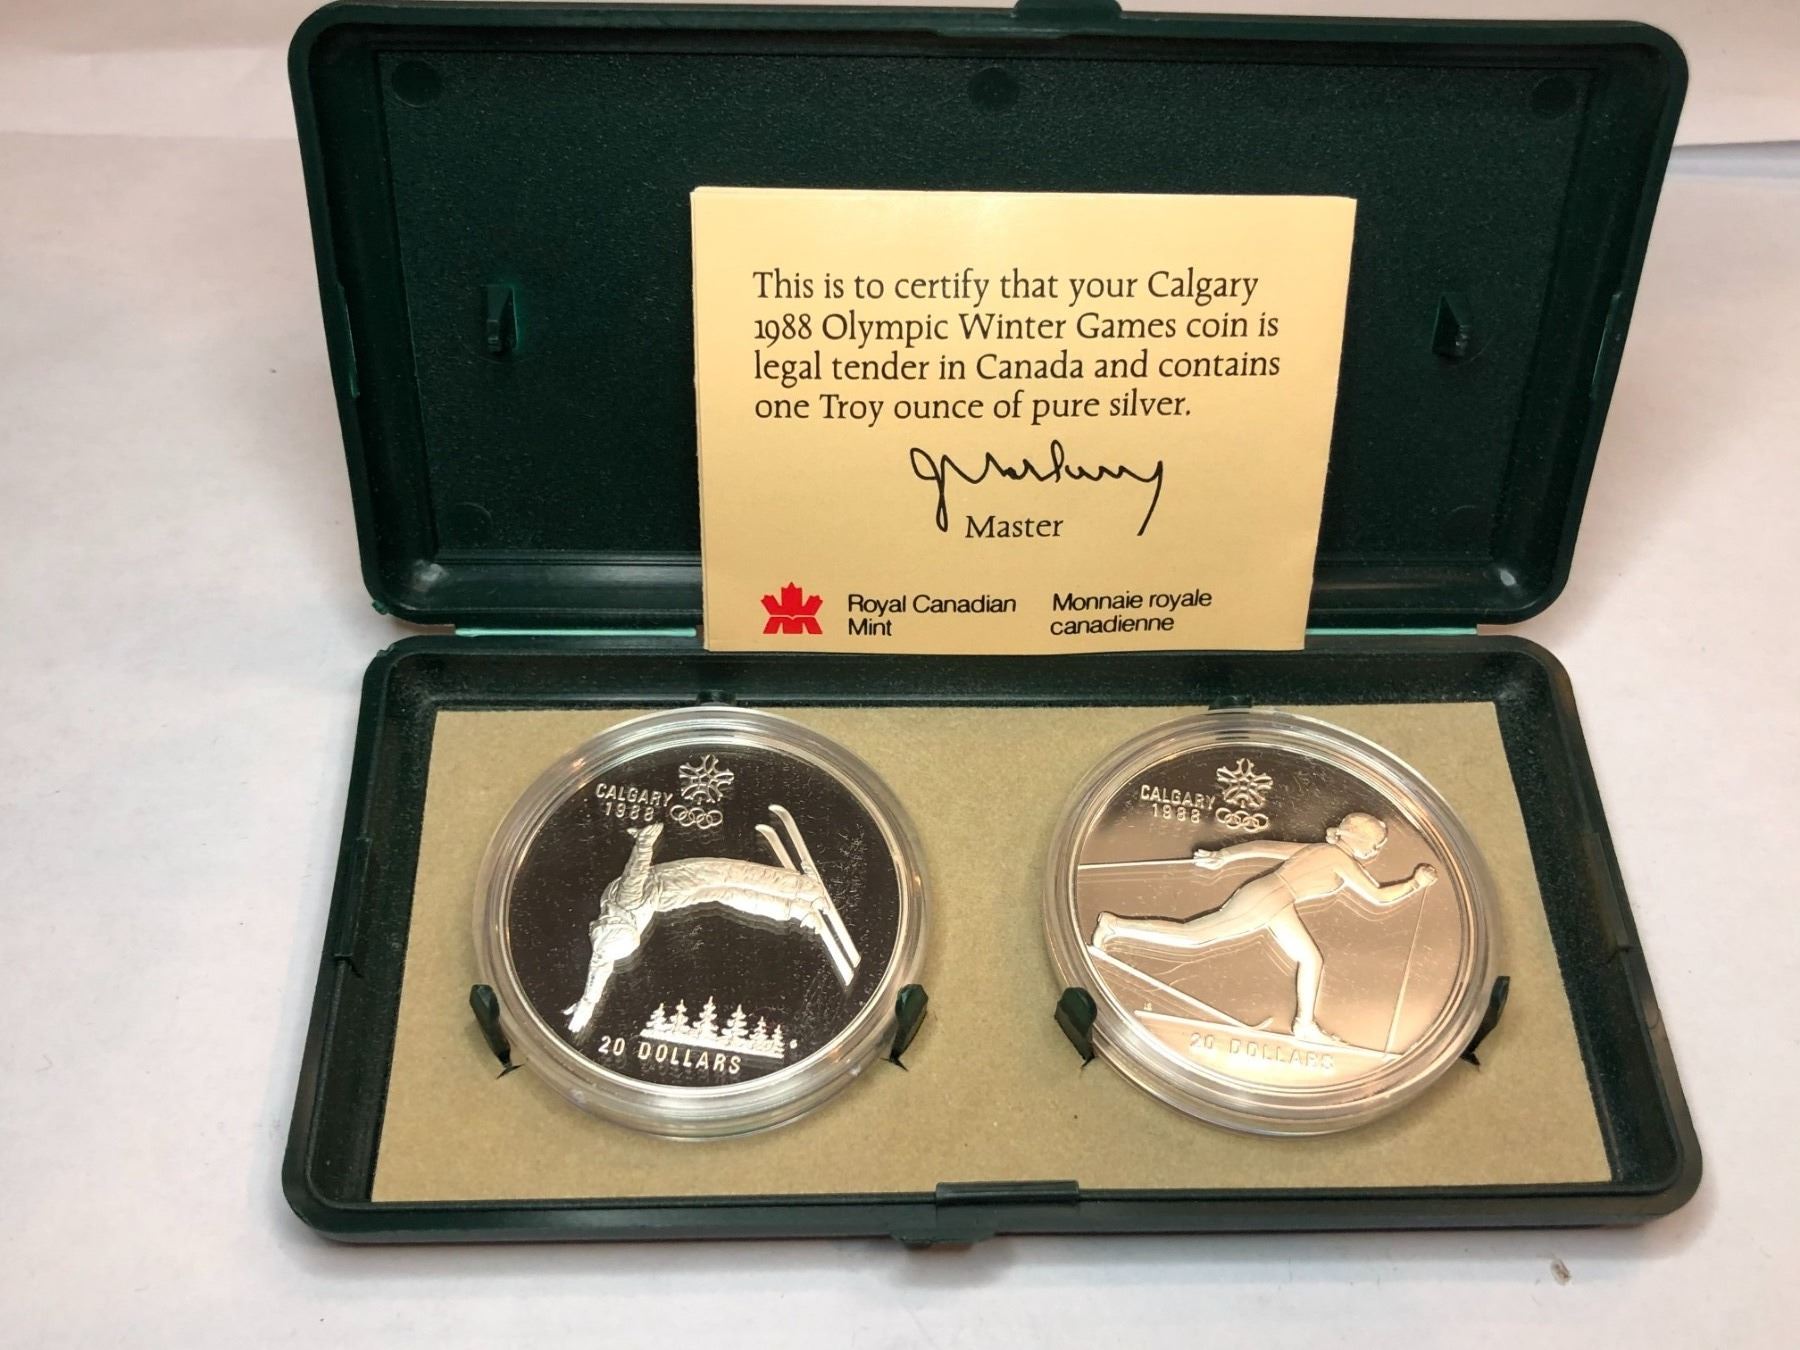 This is to certify that your Calgary
1988 Olympic Winter Games coin is
legal tender in Canada and contains
one Troy ounce of pure silver.
Master
Royal Canadian
Mint
Monnaie royale
canadienne
CALGARY
1988
20 DOLLARS
CALGARY
1988
20 DOLLARS